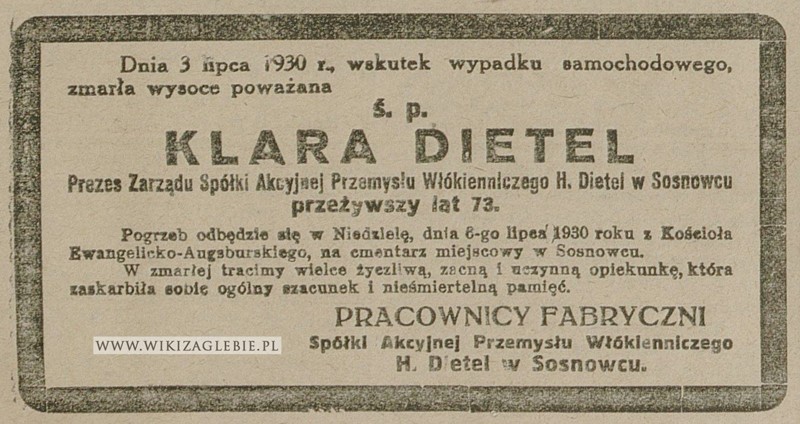 Dnia 3 lipca 1930 r., wskutek wypadku samochodowego,
zmarła wysoce poważana
ś. p.
KLARA DIETEL
Prezes Zarządu Spółki Akcyjnej Przemysłu Włókienniczego H. Dietel w Sosnowcu
przeżywszy lat 73.
Pogrzeb odbędzie się w Niedzielę, dnia 6-go lipca 1930 roku z Kościoła
Ewangelicko-Augsburskiego, na cmentarz miejscowy w Sosnowcu.
W zmarłej tracimy wielce życzliwą, zacną i uczynną opiekunkę, która
zaskarbiła sobie ogólny szacunek i nieśmiertelną pamięć.
PRACOWNICY FABRYCZNI
Spółki Akcyjnej Przemysłu Włókienniczego
H. Dietel w Sosnowcu.
WWW.WIKIZAGLEBIE.PL